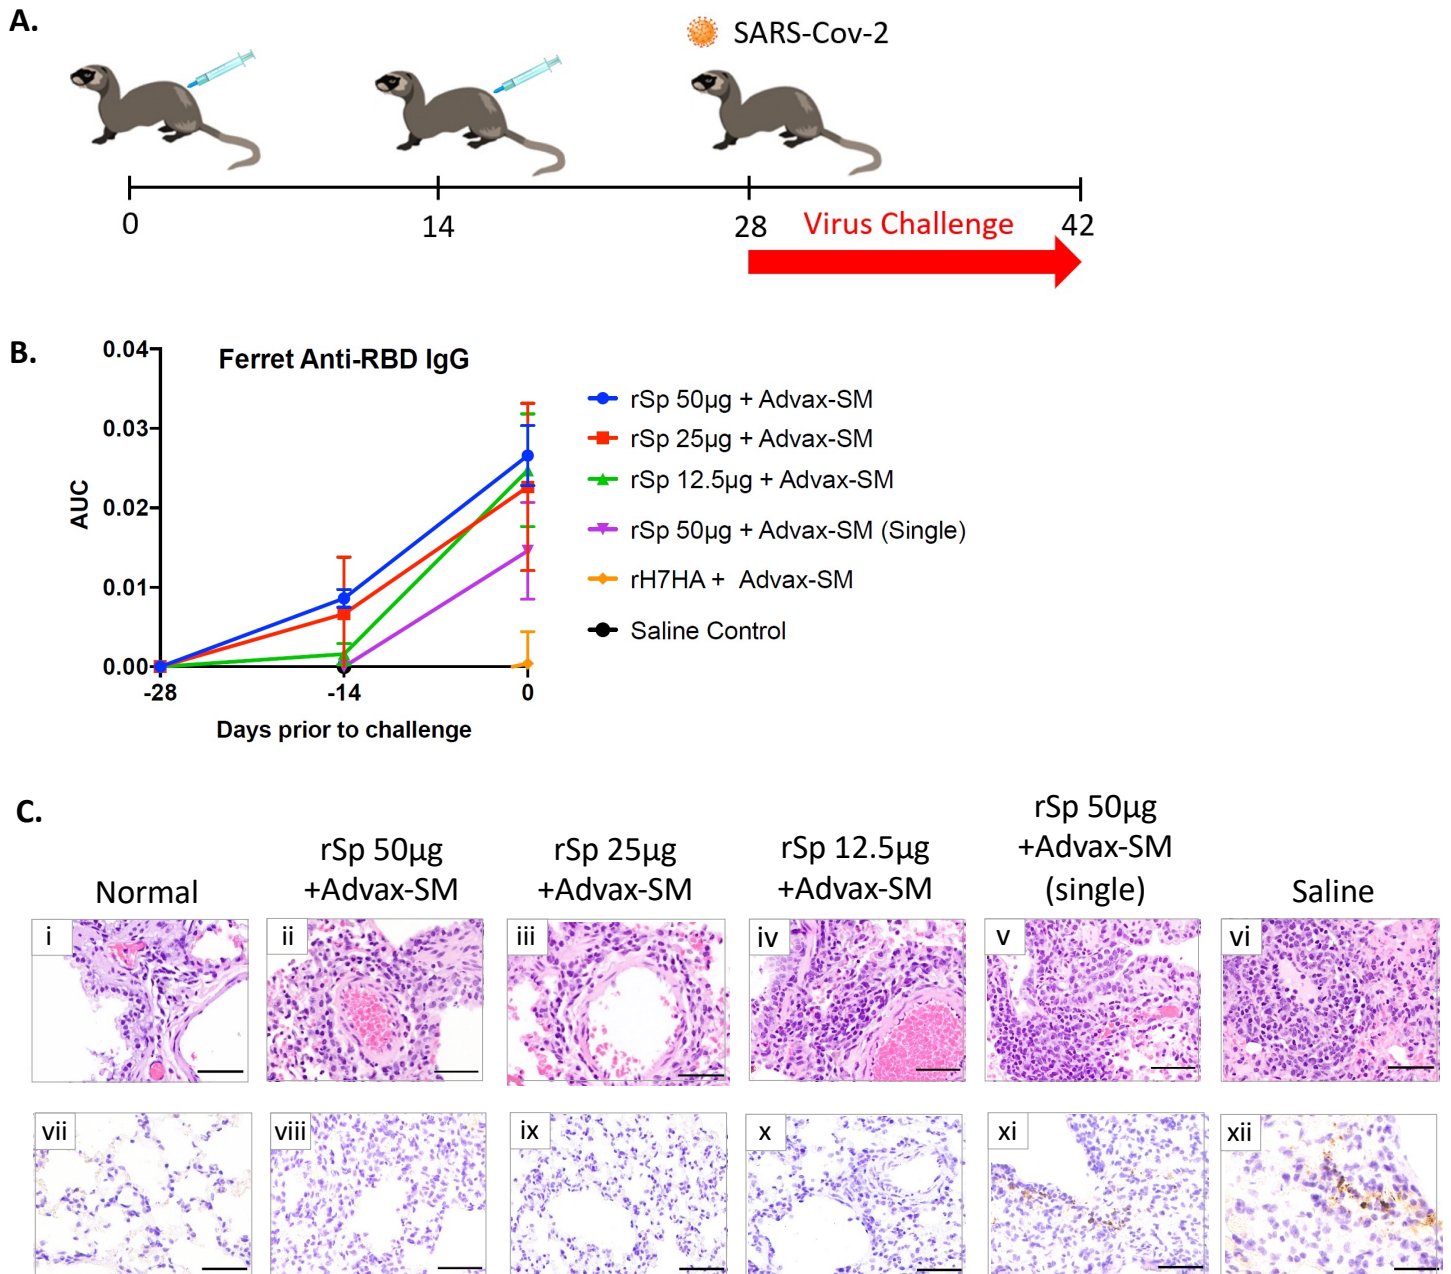 A.
SARS-Cov-2
0
14
28
Virus Challenge
42
B.
Ferret Anti-RBD IgG
0.04
0.03
0.02
0.01
0.00
AUC
-28
-14
0
Days prior to challenge
rSp 50µg + Advax-SM
rSp 25µg + Advax-SM
rSp 12.5µg + Advax-SM
rSp 50µg + Advax-SM (Single)
rH7HA + Advax-SM
Saline Control
C.
Normal
rSp 50µg
+Advax-SM
rSp 25µg
+Advax-SM
rSp 12.5µg
+Advax-SM
rSp 50µg
+Advax-SM
(single)
Saline
i
ii
iii
iv
v
vi
vii
viii
ix
x
xi
xii